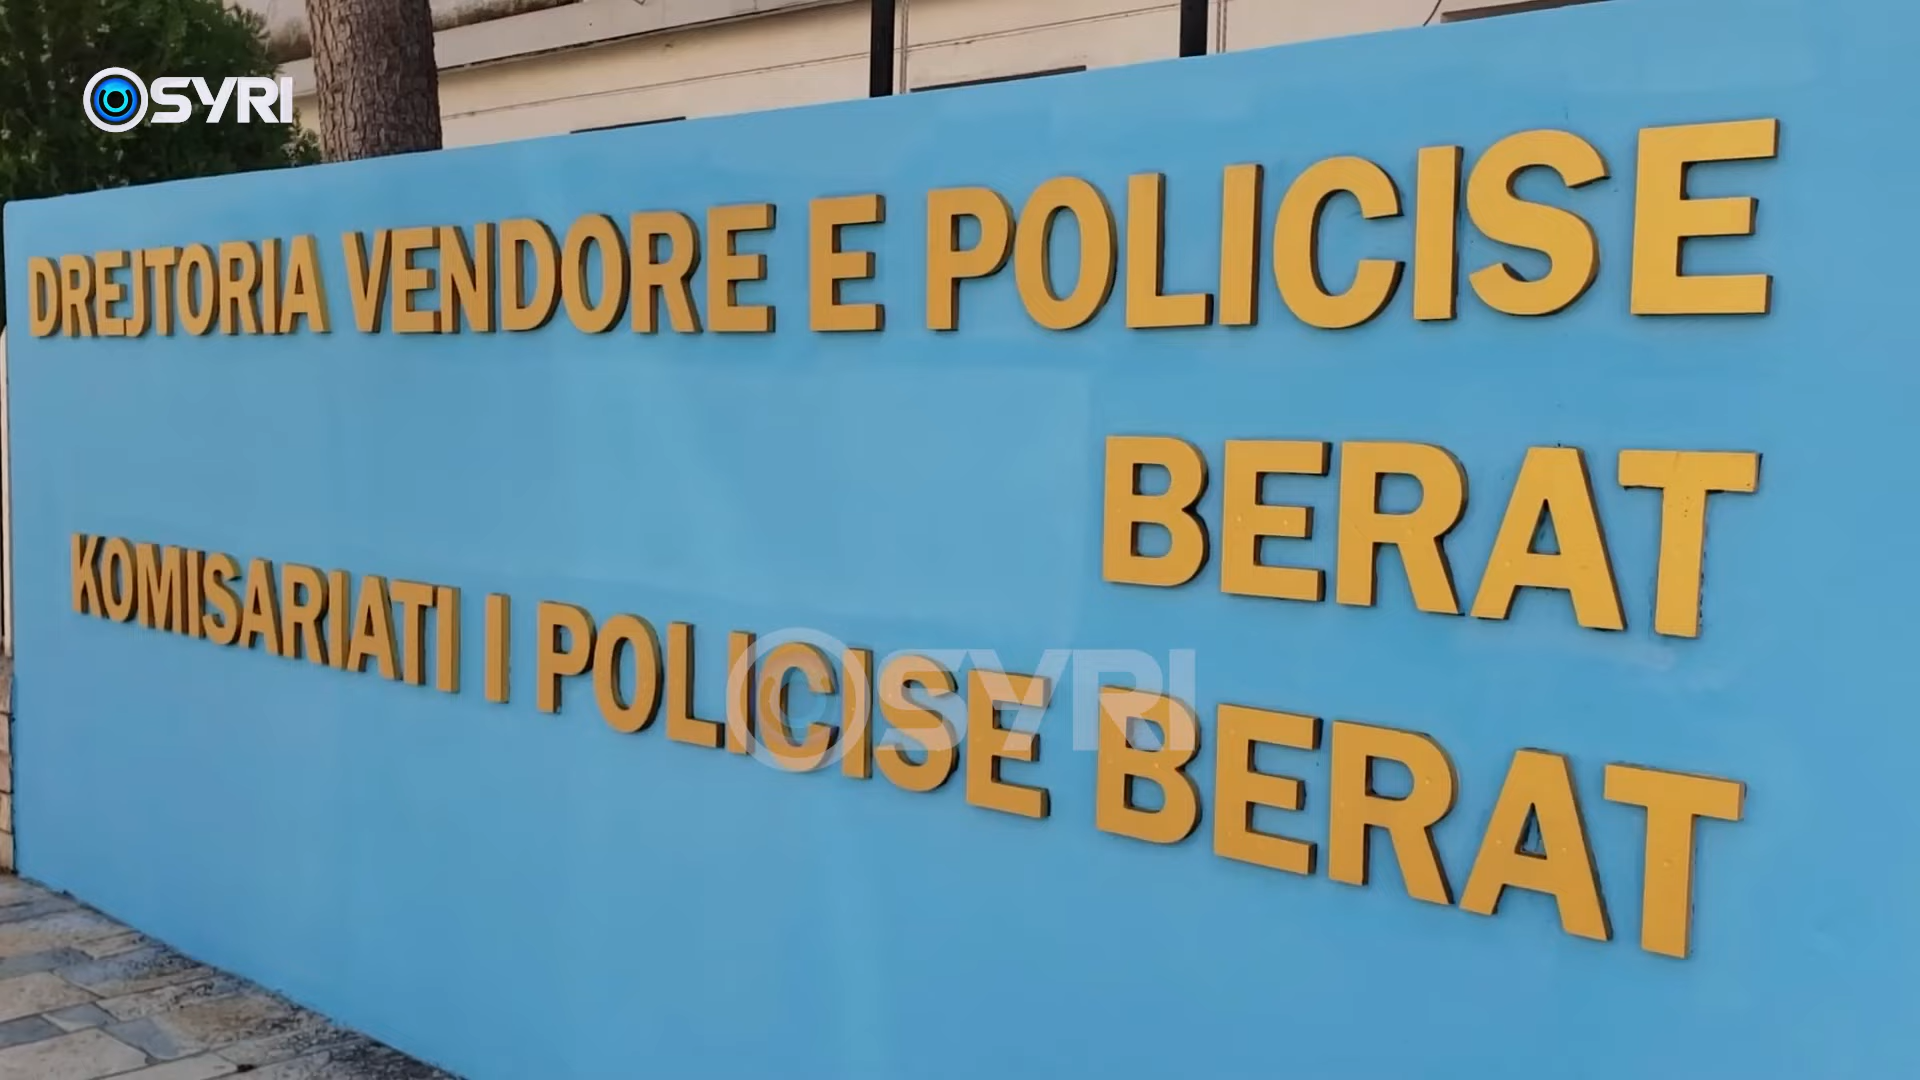 SYRI
DREJTORIA VENDORE E POLICISE
BERAT
KOMISARIATI I POLICISE BERAT
SYRI